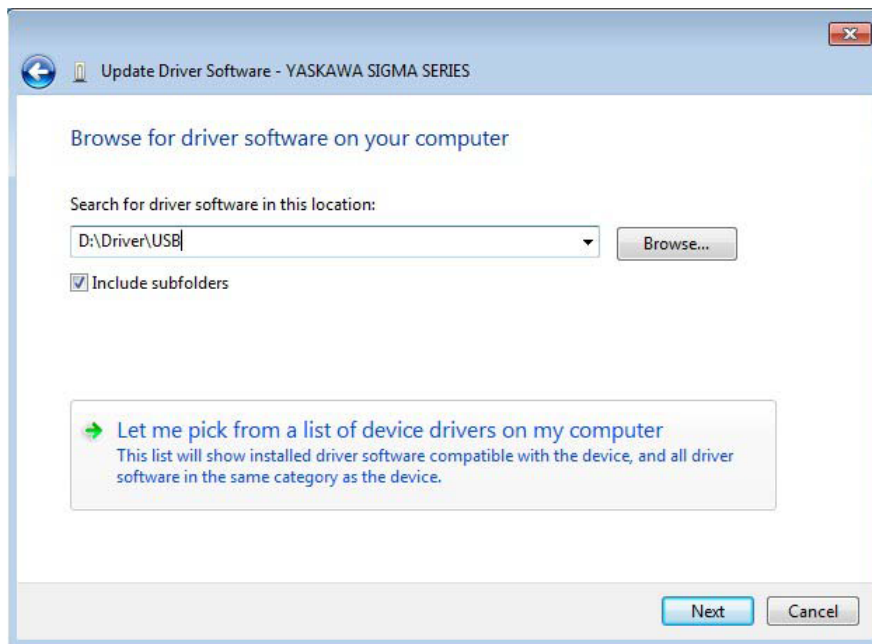 Update Driver Software - YASKAWA SIGMA SERIES
Browse for driver software on your computer
Search for driver software in this location:
D:\Driver\USB
Browse...
Include subfolders
Let me pick from a list of device drivers on my computer
This list will show installed driver software compatible with the device, and all driver
software in the same category as the device.
Next
Cancel